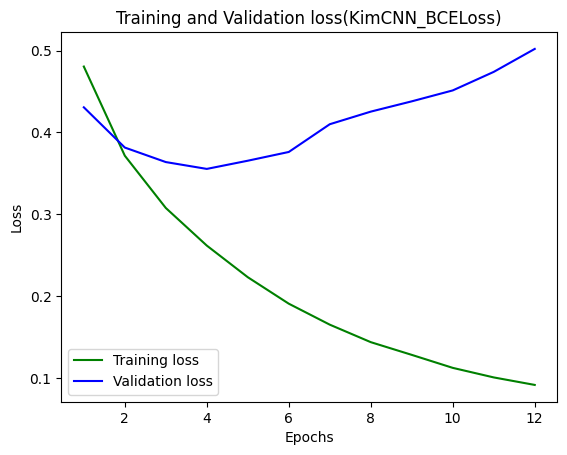 Training and Validation loss(KimCNN_BCELoss)
0.5
0.4
0.3
0.2
0.1
Loss
Training loss
Validation loss
2 4 6 8 10 12
Epochs